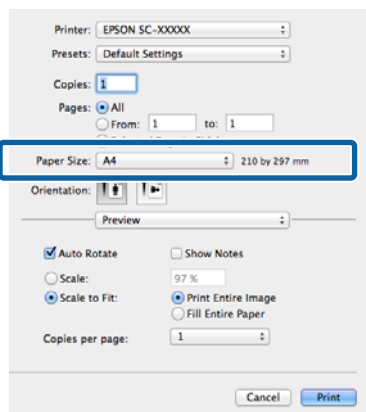 Printer: EPSON SC-XXXXX
Presets: Default Settings
Copies: 1
Pages: All
From: 1 to: 1
Paper Size: A4 210 by 297 mm
Orientation:
Preview
Auto Rotate Show Notes
Scale: 97 %
Scale to Fit: Print Entire Image
Fill Entire Paper
Copies per page: 1
Cancel Print